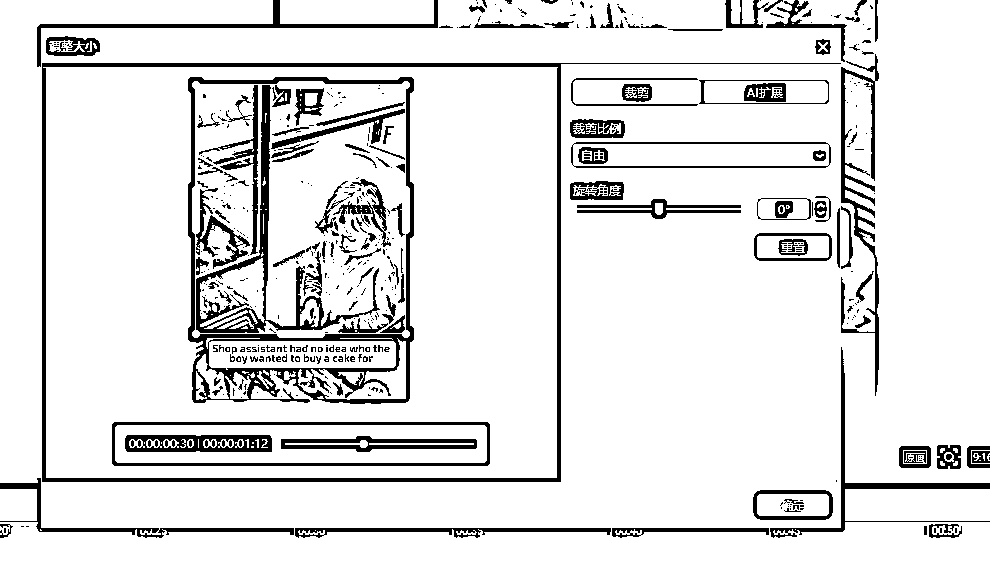 调整大小
裁剪
AI扩展
裁剪比例
自由
旋转角度
0°
重置
F
Shop assistant had no idea who the
boy wanted to buy a cake for
00:00:00:30 | 00:00:01:12
原画
确定
00:50